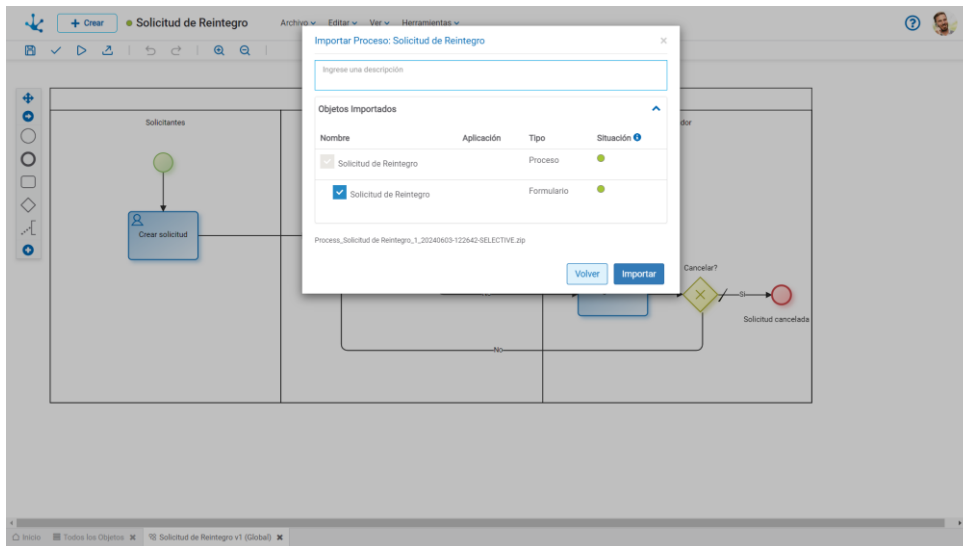 + Crear
Solicitud de Reintegro
Archivo Editar Ver Herramientas
Importar Proceso: Solicitud de Reintegro
Ingrese una descripción
Objetos Importados
Nombre Aplicación Tipo Situación
Solicitud de Reintegro Proceso
Solicitud de Reintegro Formulario
Process_Solicitud de Reintegro_1_20240603-122642-SELECTIVE.zip
Volver Importar
Solicitantes
dor
Crear solicitud
Cancelar?
Si
Solicitud cancelada
No
Inicio Todos los Objetos Solicitud de Reintegro v1 (Global)